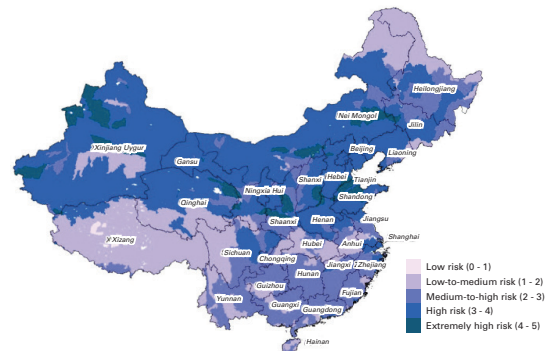 Heilongjiang
Nei Mongol
Jilin
Xinjiang Uygur
Beijing
Liaoning
Gansu
Shanxi
Hebei
Tianjin
Ningxia Hui
Qinghai
Shandong
Shaanxi
Henan
Jiangsu
Xizang
Shanghai
Sichuan
Hubei
Anhui
Chongqing
Jiangxi
Zhejiang
Hunan
Guizhou
Fujian
Yunnan
Guangxi
Guangdong
Hainan
Low risk (0 - 1)
Low-to-medium risk (1 - 2)
Medium-to-high risk (2 - 3)
High risk (3 - 4)
Extremely high risk (4 - 5)